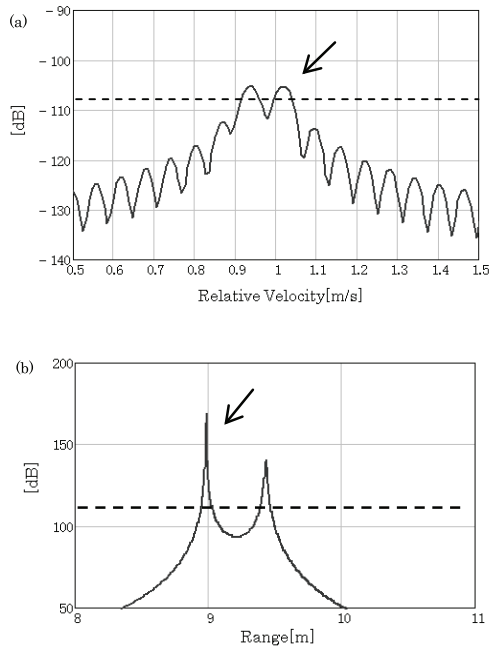 (a)
- 90
- 100
- 110
- 120
- 130
- 140
[dB]
0.5 0.6 0.7 0.8 0.9 1 1.1 1.2 1.3 1.4 1.5
Relative Velocity[m/s]
(b)
200
150
100
50
[dB]
8 9 10 11
Range[m]